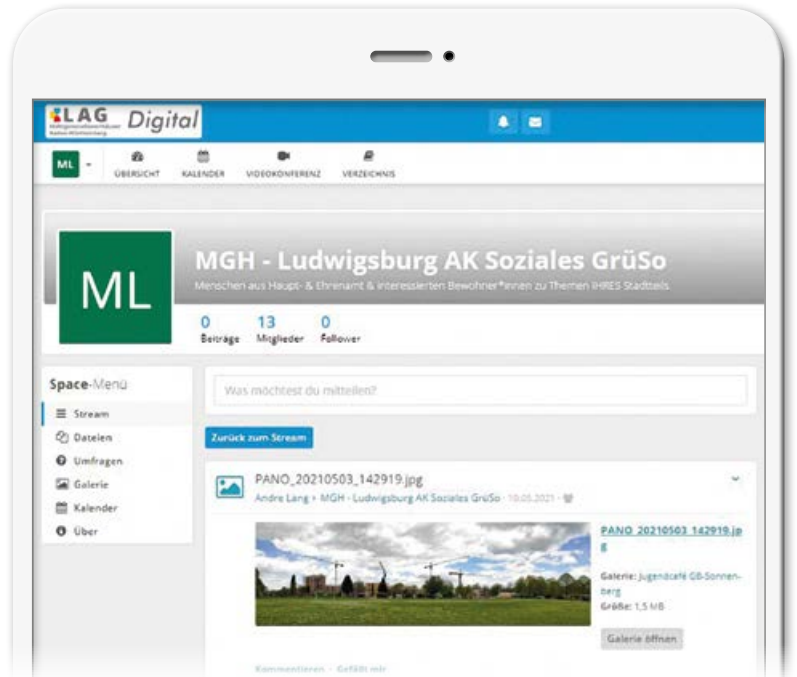 LAG Digital
ML
ÜBERSICHT KALENDER VIDEOKONFERENZ VERZEICHNIS
ML
MGH - Ludwigsburg AK Soziales GrüSo
Menschen aus Haupt- & Ehrenamt & interessierten Bewohner*innen zu Themen IHRES Stadtteils
0 13 0
Beiträge Mitglieder Follower
Space-Menü
Stream
Dateien
Umfragen
Galerie
Kalender
Über
Was möchtest du mitteilen?
Zurück zum Stream
PANO_20210503_142919.jpg
Andre Lang MGH - Ludwigsburg AK Soziales GrüSo · 10.05.2021 ·
PANO_20210503_142919.jp
g
Galerie: Jugendcafé GB-Sonnen-
berg
Größe: 1,5 MB
Galerie öffnen
Kommentieren · Gefällt mir